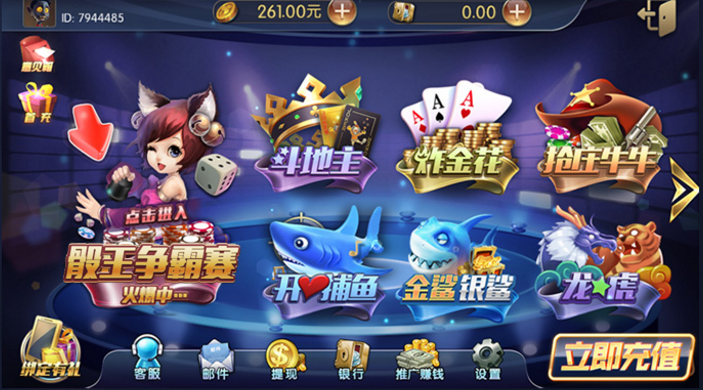 ID: 7944485
261.00元
0.00
首充
斗地主
炸金花
抢庄牛牛
点击进入
骰王争霸赛
火爆中···
开心捕鱼
金鲨银鲨
龙虎
绑定有礼
客服
邮件
提现
银行
推广赚钱
设置
立即充值